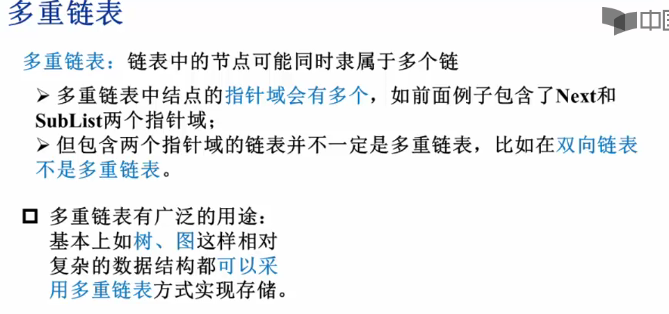 多重链表
中国
多重链表：链表中的节点可能同时隶属于多个链
➢ 多重链表中结点的指针域会有多个，如前面例子包含了Next和
SubList两个指针域；
➢ 但包含两个指针域的链表并不一定是多重链表，比如在双向链表
不是多重链表。
多重链表有广泛的用途：
基本上如树、图这样相对
复杂的数据结构都可以采
用多重链表方式实现存储。